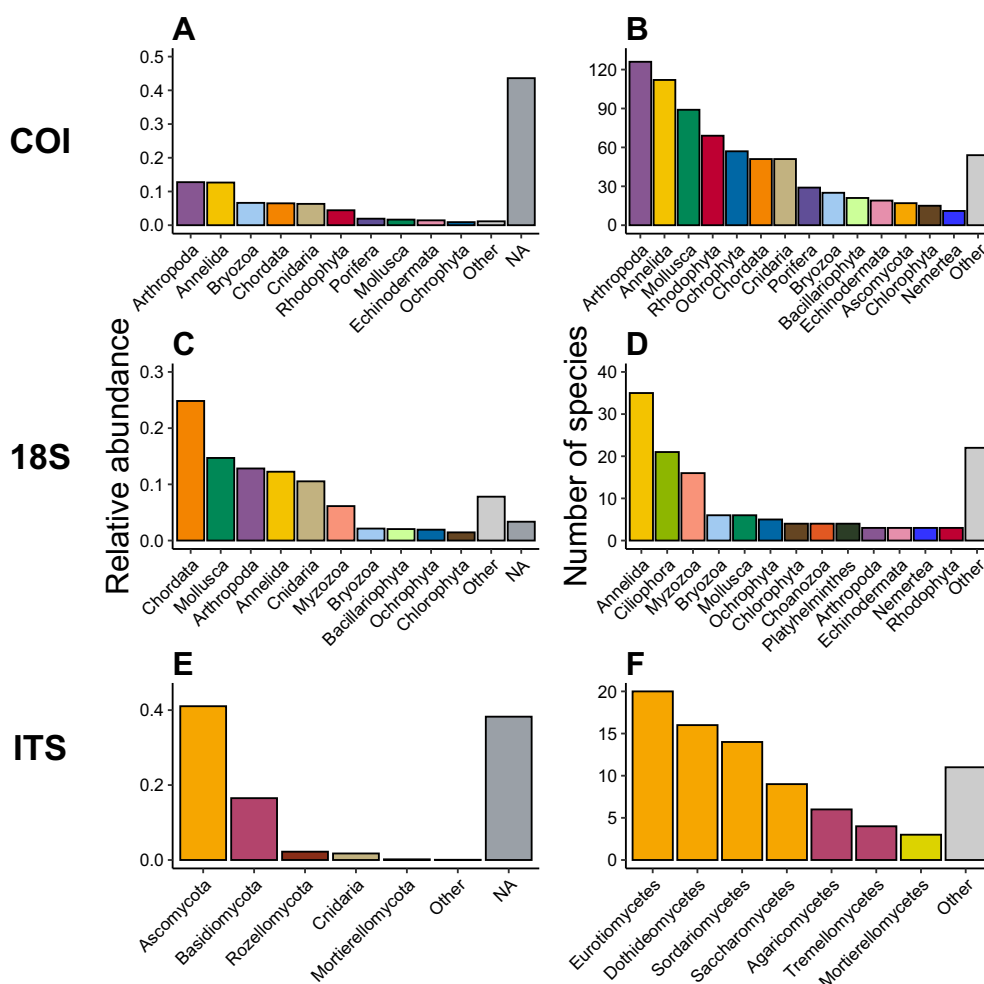 A
B
COI
0.5
0.4
0.3
0.2
0.1
0.0
Arthropoda
Annelida
Bryozoa
Chordata
Cnidaria
Rhodophyta
Porifera
Mollusca
Echinodermata
Ochrophyta
Other
NA
120
90
60
30
0
Arthropoda
Annelida
Mollusca
Rhodophyta
Ochrophyta
Chordata
Cnidaria
Porifera
Bryozoa
Bacillariophyta
Echinodermata
Ascomycota
Chlorophyta
Nemertea
Other
Relative abundance
Number of species
C
D
18S
0.3
0.2
0.1
0.0
Chordata
Mollusca
Arthropoda
Annelida
Cnidaria
Myzozoa
Bryozoa
Bacillariophyta
Ochrophyta
Chlorophyta
Other
NA
40
30
20
10
0
Annelida
Ciliophora
Myzozoa
Bryozoa
Mollusca
Ochrophyta
Chlorophyta
Choanozoa
Platyhelminthes
Arthropoda
Echinodermata
Nemertea
Rhodophyta
Other
E
F
ITS
0.4
0.2
0.0
Ascomycota
Basidiomycota
Rozellomycota
Cnidaria
Mortierellomycota
Other
NA
20
15
10
5
0
Eurotiomycetes
Dothideomycetes
Sordariomycetes
Saccharomycetes
Agaricomycetes
Tremellomycetes
Mortierellomycetes
Other